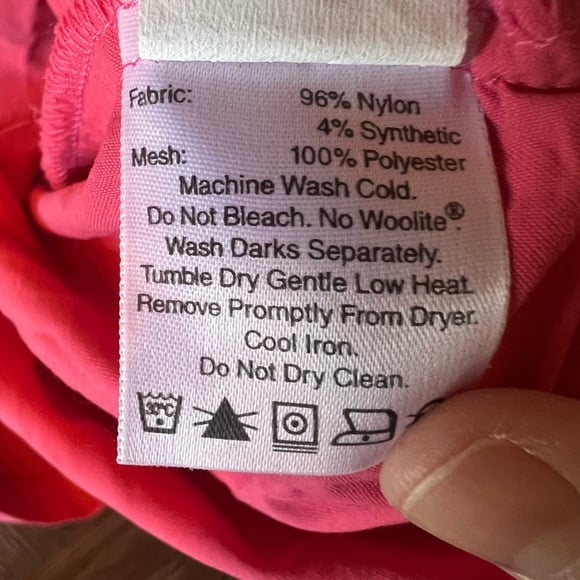 Fabric: 96% Nylon
4% Synthetic
Mesh: 100% Polyester
Machine Wash Cold.
Do Not Bleach. No Woolite®.
Wash Darks Separately.
Tumble Dry Gentle Low Heat.
Remove Promptly From Dryer.
Cool Iron.
Do Not Dry Clean.
30°C